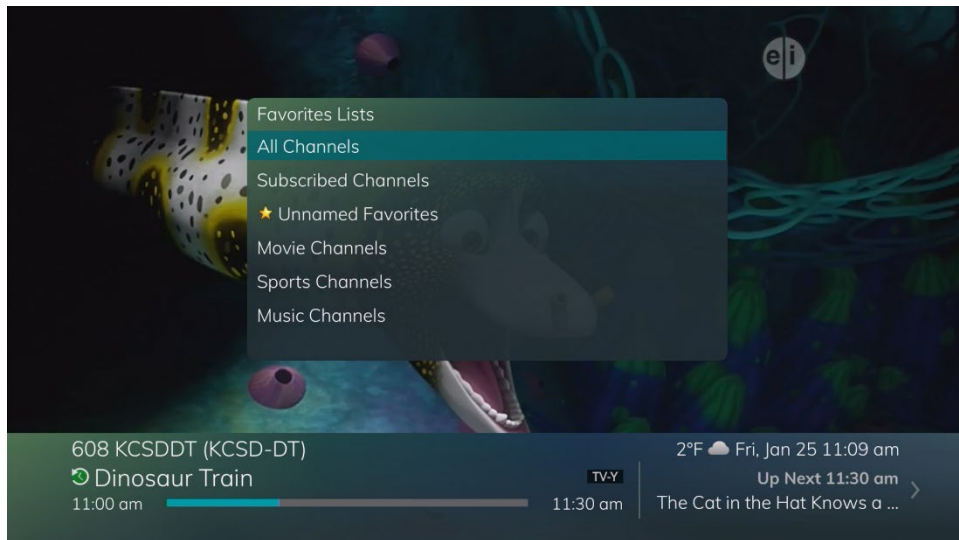 e|i
Favorites Lists
All Channels
Subscribed Channels
Unnamed Favorites
Movie Channels
Sports Channels
Music Channels
608 KCSDDT (KCSD-DT)
2°F Fri, Jan 25 11:09 am
Dinosaur Train
TV-Y
Up Next 11:30 am
11:00 am
11:30 am
The Cat in the Hat Knows a ...